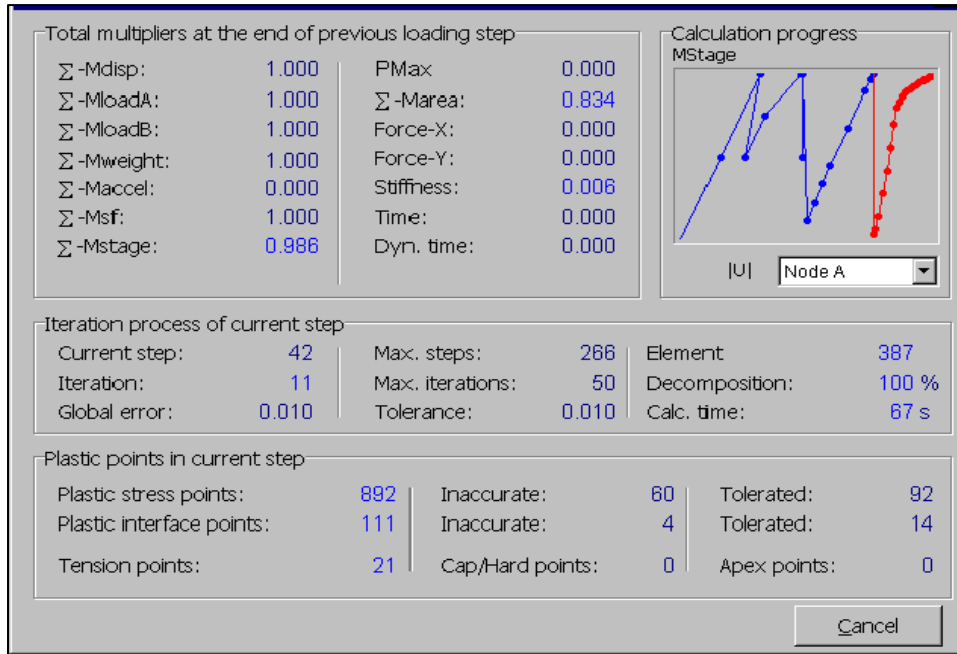 Total multipliers at the end of previous loading step
Σ -Mdisp: 1.000 PMax 0.000
Σ -MloadA: 1.000 Σ -Marea: 0.834
Σ -MloadB: 1.000 Force-X: 0.000
Σ -Mweight: 1.000 Force-Y: 0.000
Σ -Maccel: 0.000 Stiffness: 0.006
Σ -Msf: 1.000 Time: 0.000
Σ -Mstage: 0.986 Dyn. time: 0.000
Calculation progress
MStage
|U| Node A
Iteration process of current step
Current step: 42 Max. steps: 266 Element 387
Iteration: 11 Max. iterations: 50 Decomposition: 100 %
Global error: 0.010 Tolerance: 0.010 Calc. time: 67 s
Plastic points in current step
Plastic stress points: 892 Inaccurate: 60 Tolerated: 92
Plastic interface points: 111 Inaccurate: 4 Tolerated: 14
Tension points: 21 Cap/Hard points: 0 Apex points: 0
Cancel